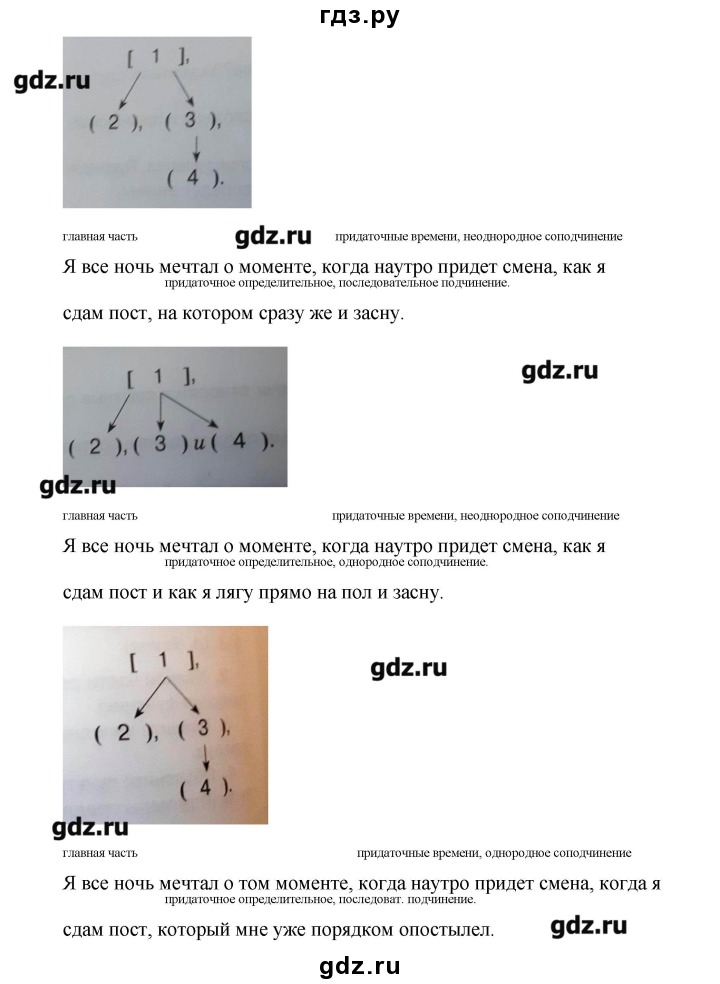 гдз.ру
[ 1 ],
gdz.ru
( 2 ), ( 3 ),
( 4 ).
главная часть gdz.ru придаточные времени, неоднородное соподчинение
Я все ночь мечтал о моменте, когда наутро придет смена, как я
придаточное определительное, последовательное подчинение.
сдам пост, на котором сразу же и засну.
[ 1 ],
gdz.ru
( 2 ), ( 3 ) и ( 4 ).
gdz.ru
главная часть придаточные времени, неоднородное соподчинение
Я все ночь мечтал о моменте, когда наутро придет смена, как я
придаточное определительное, однородное соподчинение.
сдам пост и как я лягу прямо на пол и засну.
[ 1 ],
gdz.ru
( 2 ), ( 3 ),
( 4 ).
gdz.ru
главная часть придаточные времени, однородное соподчинение
Я все ночь мечтал о том моменте, когда наутро придет смена, когда я
придаточное определительное, последоват. подчинение.
сдам пост, который мне уже порядком опостылел.
gdz.ru
gdz.ru